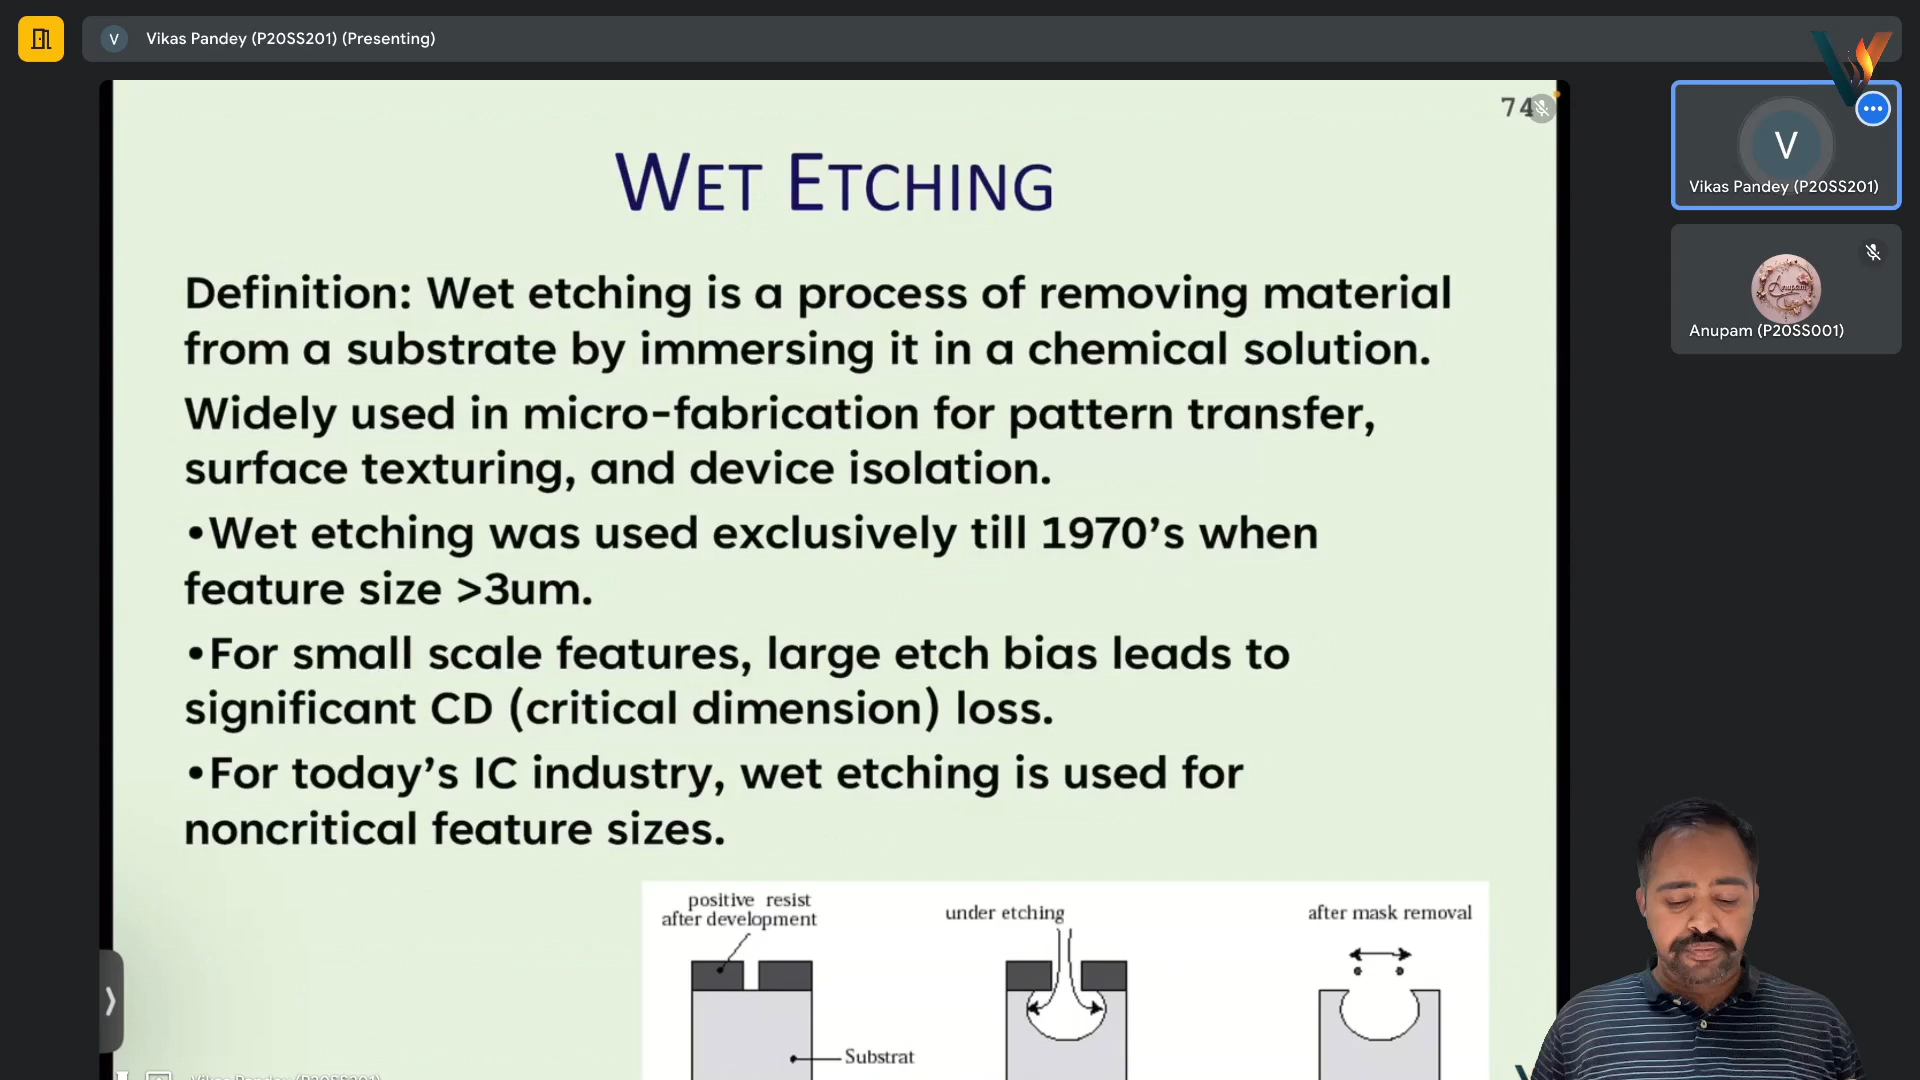 V Vikas Pandey (P20SS201) (Presenting)
74
WET ETCHING
Definition: Wet etching is a process of removing material
from a substrate by immersing it in a chemical solution.
Widely used in micro-fabrication for pattern transfer,
surface texturing, and device isolation.
•Wet etching was used exclusively till 1970's when
feature size >3um.
•For small scale features, large etch bias leads to
significant CD (critical dimension) loss.
•For today's IC industry, wet etching is used for
noncritical feature sizes.
positive resist
after development
under etching
after mask removal
Substrat
V
Vikas Pandey (P20SS201)
Anupam
Anupam (P20SS001)
Vikas Pandey (P20SS201)